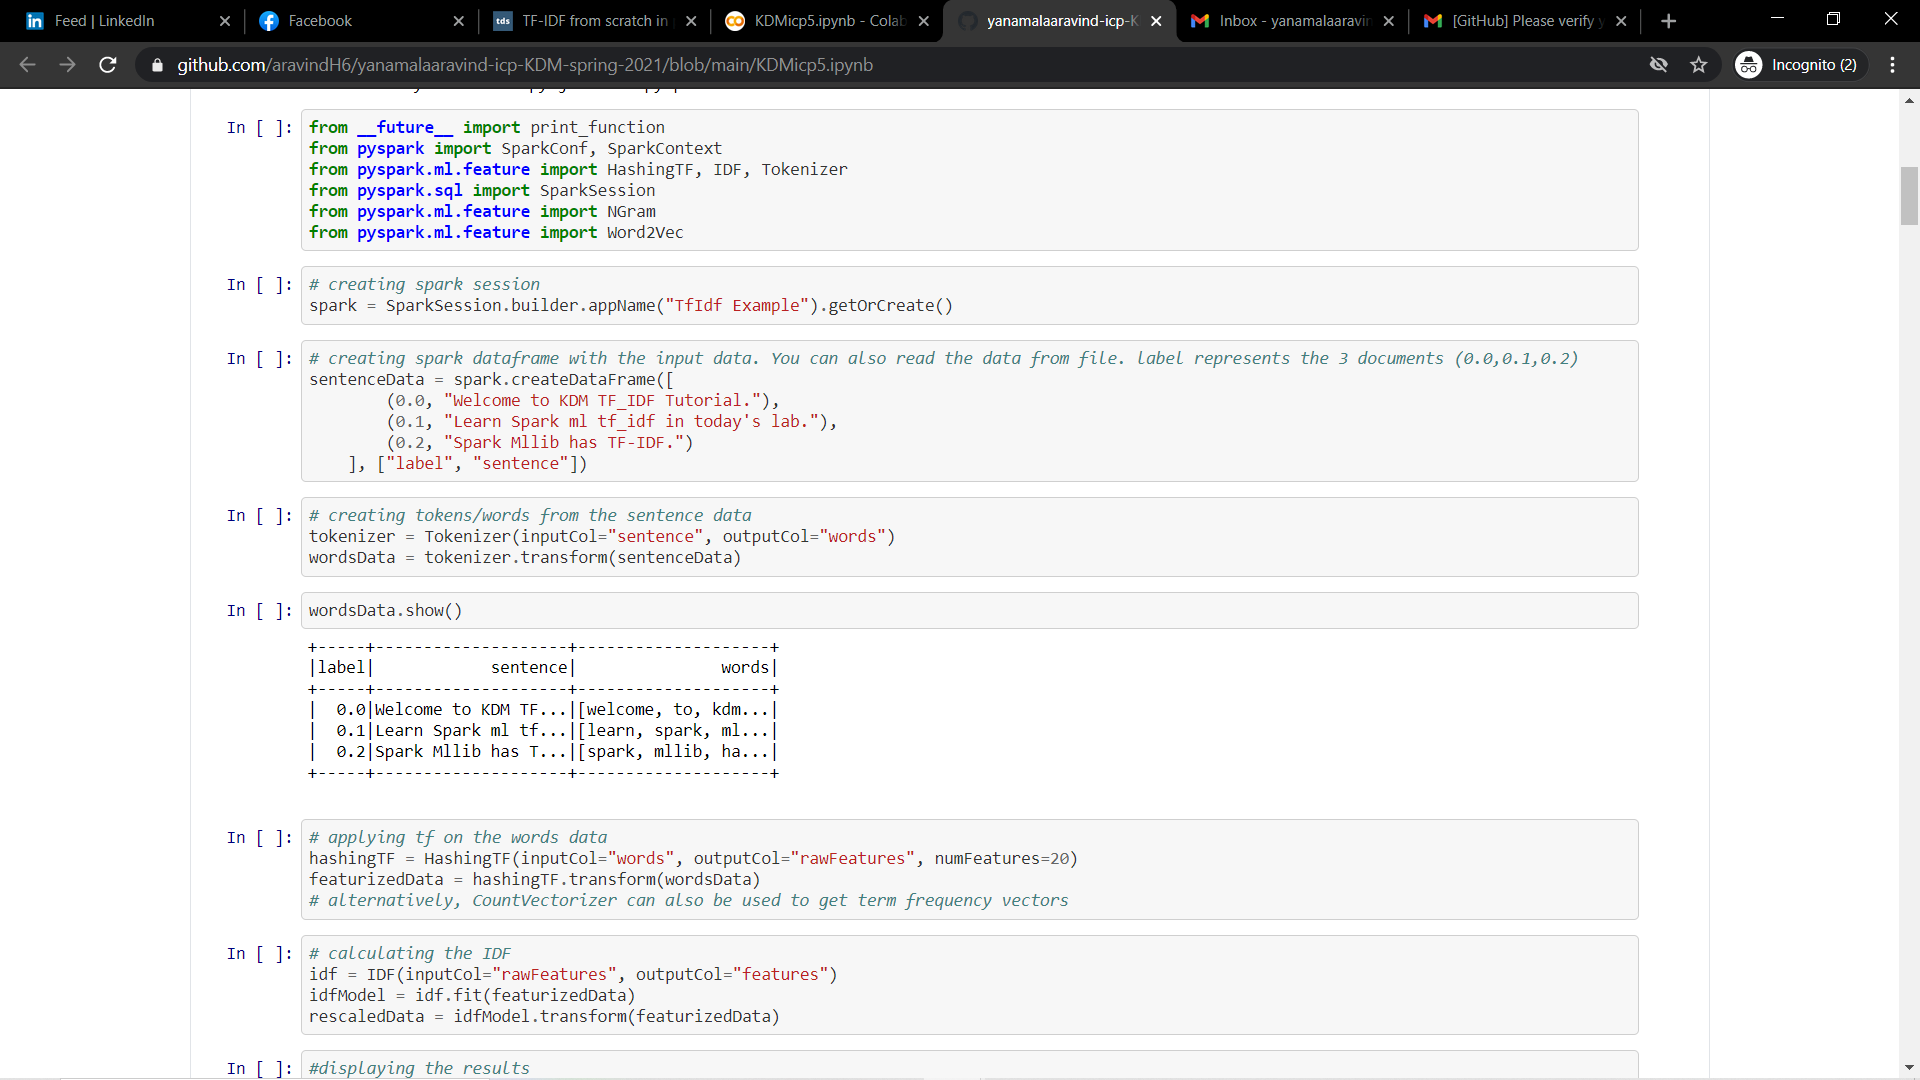 Feed | LinkedIn
Facebook
tds TF-IDF from scratch in
KDMicp5.ipynb - Colab
yanamalaaravind-icp-K
Inbox - yanamalaaravin
[GitHub] Please verify y
github.com/aravindH6/yanamalaaravind-icp-KDM-spring-2021/blob/main/KDMicp5.ipynb
Incognito (2)
In [ ]: from __future__ import print_function
from pyspark import SparkConf, SparkContext
from pyspark.ml.feature import HashingTF, IDF, Tokenizer
from pyspark.sql import SparkSession
from pyspark.ml.feature import NGram
from pyspark.ml.feature import Word2Vec
In [ ]: # creating spark session
spark = SparkSession.builder.appName("TfIdf Example").getOrCreate()
In [ ]: # creating spark dataframe with the input data. You can also read the data from file. label represents the 3 documents (0.0,0.1,0.2)
sentenceData = spark.createDataFrame([
(0.0, "Welcome to KDM TF_IDF Tutorial."),
(0.1, "Learn Spark ml tf_idf in today's lab."),
(0.2, "Spark Mllib has TF-IDF.")
], ["label", "sentence"])
In [ ]: # creating tokens/words from the sentence data
tokenizer = Tokenizer(inputCol="sentence", outputCol="words")
wordsData = tokenizer.transform(sentenceData)
In [ ]: wordsData.show()
+-----+--------------------+--------------------+
|label|            sentence|               words|
+-----+--------------------+--------------------+
|  0.0|Welcome to KDM TF...|[welcome, to, kdm...|
|  0.1|Learn Spark ml tf...|[learn, spark, ml...|
|  0.2|Spark Mllib has T...|[spark, mllib, ha...|
+-----+--------------------+--------------------+
In [ ]: # applying tf on the words data
hashingTF = HashingTF(inputCol="words", outputCol="rawFeatures", numFeatures=20)
featurizedData = hashingTF.transform(wordsData)
# alternatively, CountVectorizer can also be used to get term frequency vectors
In [ ]: # calculating the IDF
idf = IDF(inputCol="rawFeatures", outputCol="features")
idfModel = idf.fit(featurizedData)
rescaledData = idfModel.transform(featurizedData)
In [ ]: #displaying the results